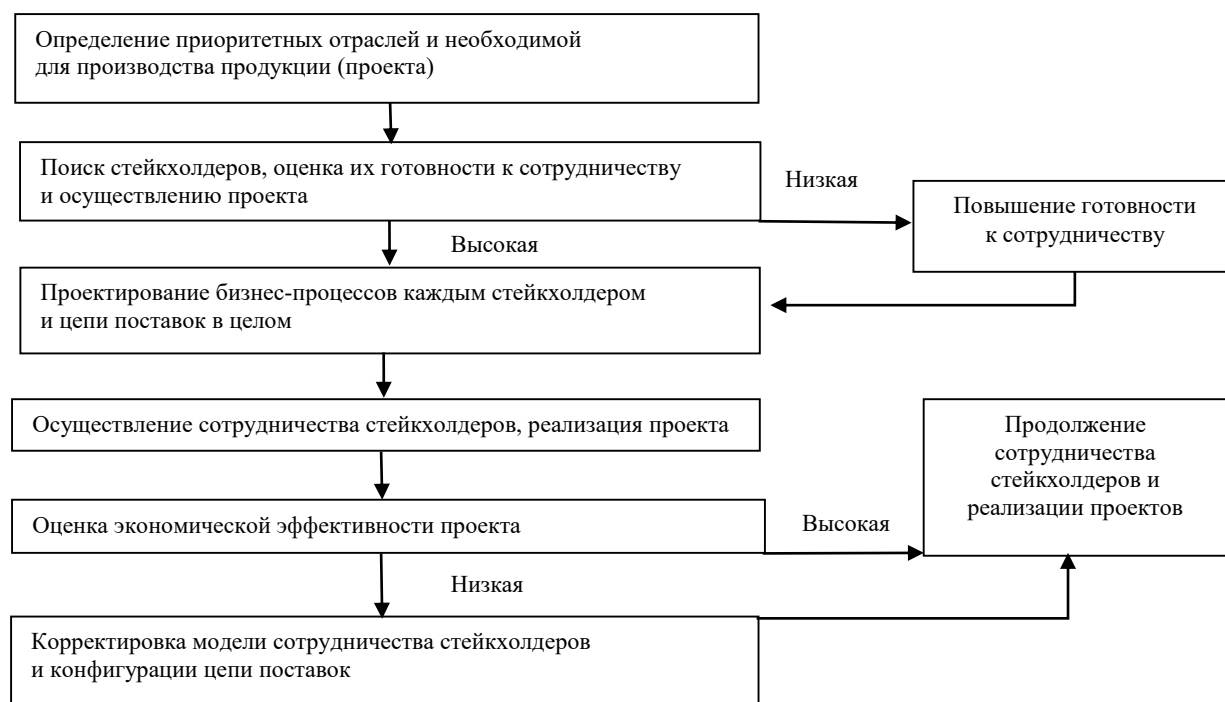 Определение приоритетных отраслей и необходимой
для производства продукции (проекта)
Поиск стейкхолдеров, оценка их готовности к сотрудничеству
и осуществлению проекта
Низкая
Повышение готовности
к сотрудничеству
Высокая
Проектирование бизнес-процессов каждым стейкхолдером
и цепи поставок в целом
Осуществление сотрудничества стейкхолдеров, реализация проекта
Продолжение
сотрудничества
стейкхолдеров и
реализации проектов
Оценка экономической эффективности проекта
Высокая
Низкая
Корректировка модели сотрудничества стейкхолдеров
и конфигурации цепи поставок